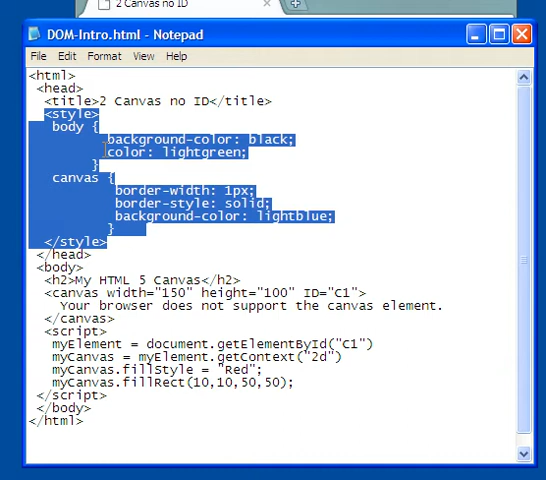 2 Canvas no ID
DOM-Intro.html - Notepad
File Edit Format View Help
<html>
<head>
<title>2 Canvas no ID</title>
<style>
body {
background-color: black;
color: lightgreen;
}
canvas {
border-width: 1px;
border-style: solid;
background-color: lightblue;
}
</style>
</head>
<body>
<h2>My HTML 5 Canvas</h2>
<canvas width="150" height="100" ID="C1">
Your browser does not support the canvas element.
</canvas>
<script>
myElement = document.getElementById("C1")
myCanvas = myElement.getContext("2d")
myCanvas.fillStyle = "Red";
myCanvas.fillRect(10,10,50,50);
</script>
</body>
</html>